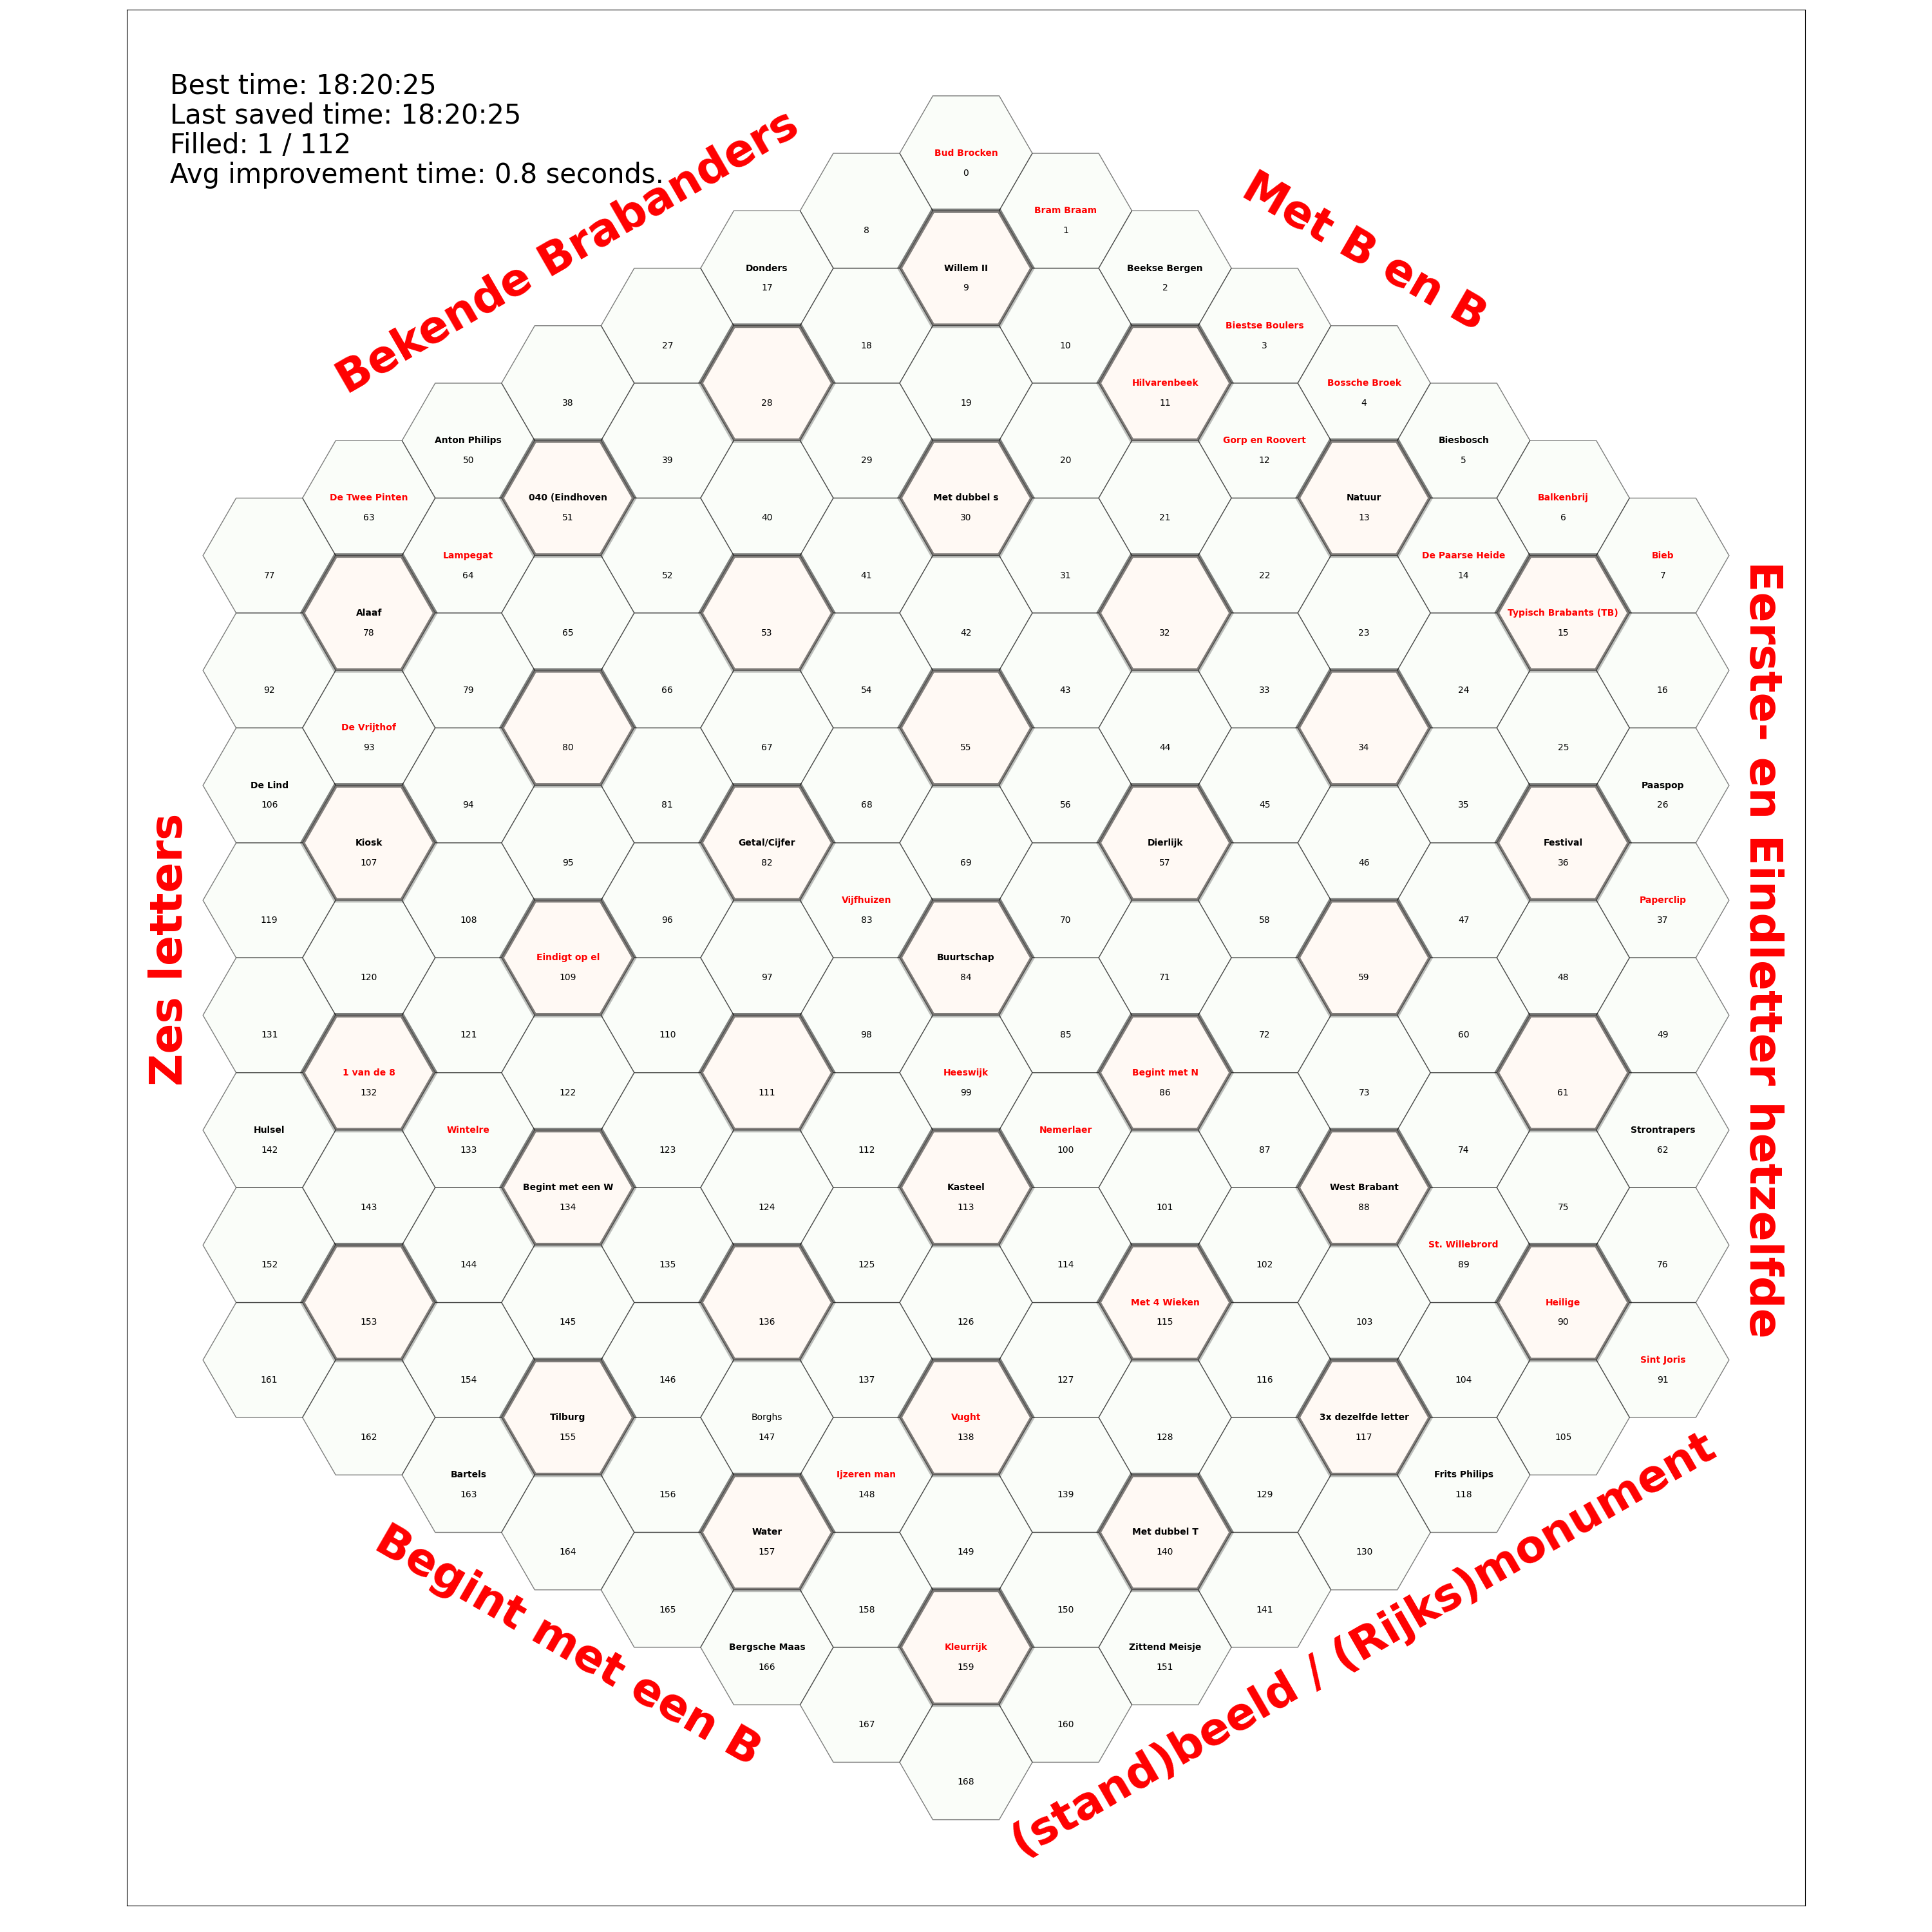 Best time: 18:20:25
Last saved time: 18:20:25
Filled: 1 / 112
Avg improvement time: 0.8 seconds.
Bekende Brabanders
Met B en B
Eerste- en Eindletter hetzelfde
Zes letters
Begint met een B
(stand)beeld / (Rijks)monument
Bud Brocken
0
Bram Braam
1
8
Donders
17
Willem II
9
Beekse Bergen
2
Biestse Boulers
3
27
18
10
28
19
Hilvarenbeek
11
Bossche Broek
4
38
Anton Philips
50
39
29
20
Gorp en Roovert
12
Biesbosch
5
De Twee Pinten
63
040 (Eindhoven
51
40
Met dubbel s
30
21
Natuur
13
Balkenbrij
6
77
Lampegat
64
52
41
31
22
De Paarse Heide
14
Bieb
7
Alaaf
78
65
53
42
32
23
Typisch Brabants (TB)
15
92
79
66
54
43
33
24
16
De Vrijthof
93
80
67
55
44
34
25
De Lind
106
94
81
68
56
45
35
Paaspop
26
Kiosk
107
95
Getal/Cijfer
82
69
Dierlijk
57
46
Festival
36
119
108
96
Vijfhuizen
83
70
58
47
Paperclip
37
120
Eindigt op el
109
97
Buurtschap
84
71
59
48
131
121
110
98
85
72
60
49
1 van de 8
132
122
111
Heeswijk
99
Begint met N
86
73
61
Hulsel
142
Wintelre
133
123
112
Nemerlaer
100
87
74
Strontrapers
62
143
Begint met een W
134
124
Kasteel
113
101
West Brabant
88
75
152
144
135
125
114
102
St. Willebrord
89
76
153
145
136
126
Met 4 Wieken
115
103
Heilige
90
161
154
146
137
127
116
104
Sint Joris
91
162
Tilburg
155
Borghs
147
Vught
138
128
3x dezelfde letter
117
105
Bartels
163
156
Ijzeren man
148
139
129
Frits Philips
118
164
Water
157
149
Met dubbel T
140
130
165
158
150
141
Bergsche Maas
166
Kleurrijk
159
Zittend Meisje
151
167
160
168